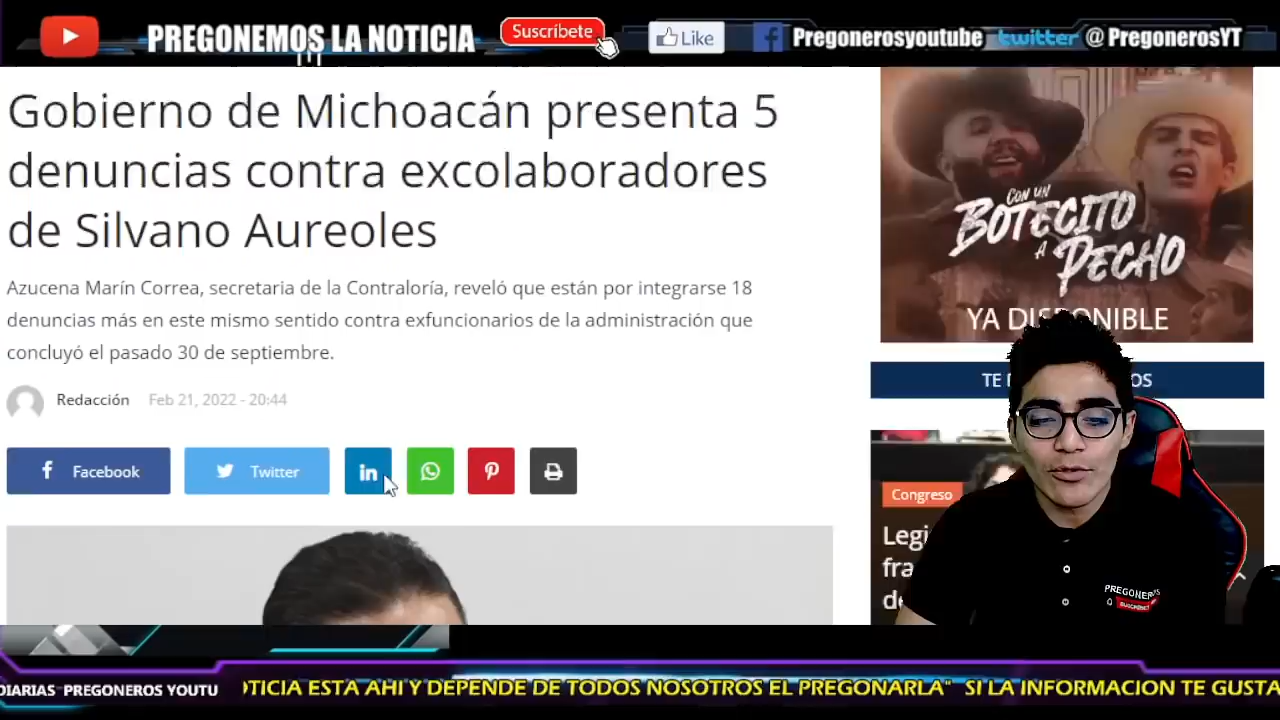 PREGONEMOS LA NOTICIA
Suscríbete
Like
Pregonerosyoutube
twitter @PregonerosYT
Gobierno de Michoacán presenta 5
denuncias contra excolaboradores
de Silvano Aureoles
Azucena Marín Correa, secretaria de la Contraloría, reveló que están por integrarse 18
denuncias más en este mismo sentido contra exfuncionarios de la administración que
concluyó el pasado 30 de septiembre.
Redacción Feb 21, 2022 - 20:44
Facebook
Twitter
CON UN
BOTECITO
A
PECHO
YA DISPONIBLE
TE
OS
Congreso
Legi
fra
de
PREGONEROS
DIARIAS PREGONEROS YOUTU
OTICIA ESTA AHI Y DEPENDE DE TODOS NOSOTROS EL PREGONARLA" SI LA INFORMACION TE GUSTA